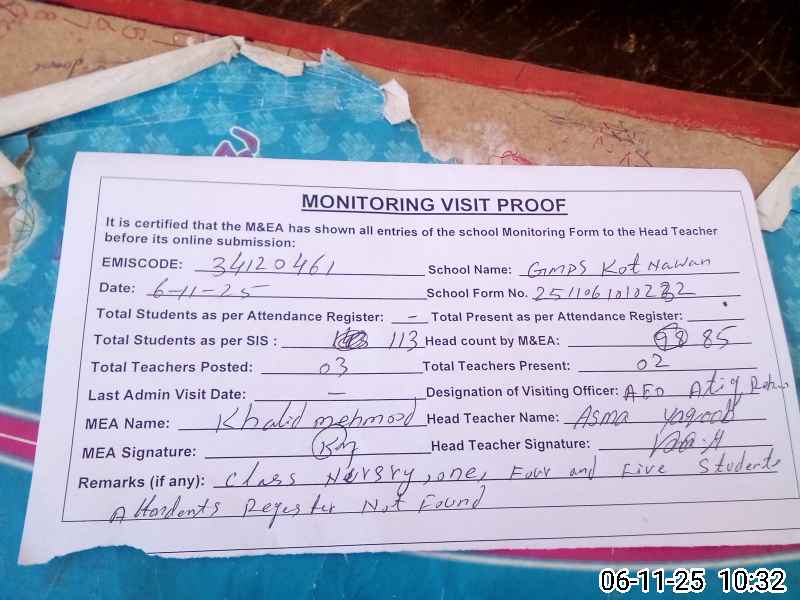 MONITORING VISIT PROOF
It is certified that the M&EA has shown all entries of the school Monitoring Form to the Head Teacher
before its online submission:
EMISCODE: 34120461 School Name: GMPS Kot Nawan
Date: 6-11-25 School Form No. 2511061010232
Total Students as per Attendance Register: - Total Present as per Attendance Register:
Total Students as per SIS : 113 Head count by M&EA: 85
Total Teachers Posted: 03 Total Teachers Present: 02
Last Admin Visit Date: - Designation of Visiting Officer: AEO Atiq Rehman
MEA Name: Khalid mehmood Head Teacher Name: Asma yaqoob
MEA Signature: KM Head Teacher Signature:
Remarks (if any): Class Nursry, one, Four and Five Students
Attendents Regester Not Found
06-11-25 10:32